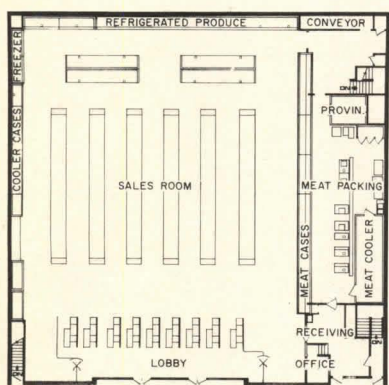 REFRIGERATED PRODUCE
CONVEYOR
FREEZER
DN
PROVIN.
COOLER CASES
SALES ROOM
MEAT PACKING
MEAT CASES
MEAT COOLER
RECEIVING
LOBBY
OFFICE